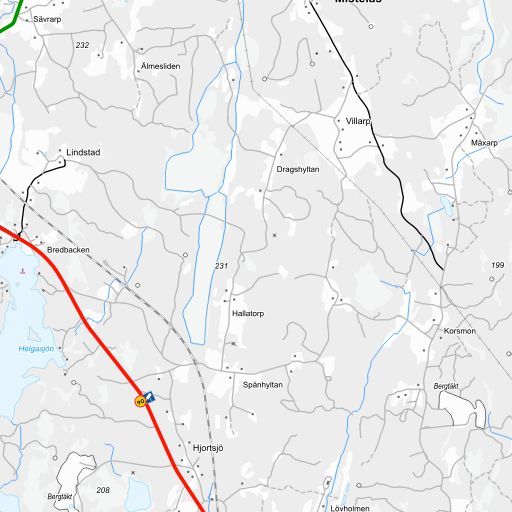 Sävrarp
232
Älmesliden
Villarp
Måxarp
Lindstad
Dragshyltan
Bredbacken
231
199
Hallatorp
Korsmon
Helgasjön
Spånhyltan
Bergtäkt
Hjortsjö
Bergtäkt
208
Lövholmen